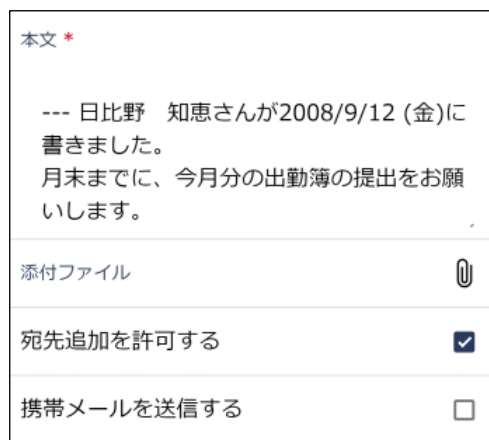 本文 *
--- 日比野　知恵さんが2008/9/12 (金)に
書きました。
月末までに、今月分の出勤簿の提出をお願
いします。
添付ファイル
宛先追加を許可する
携帯メールを送信する